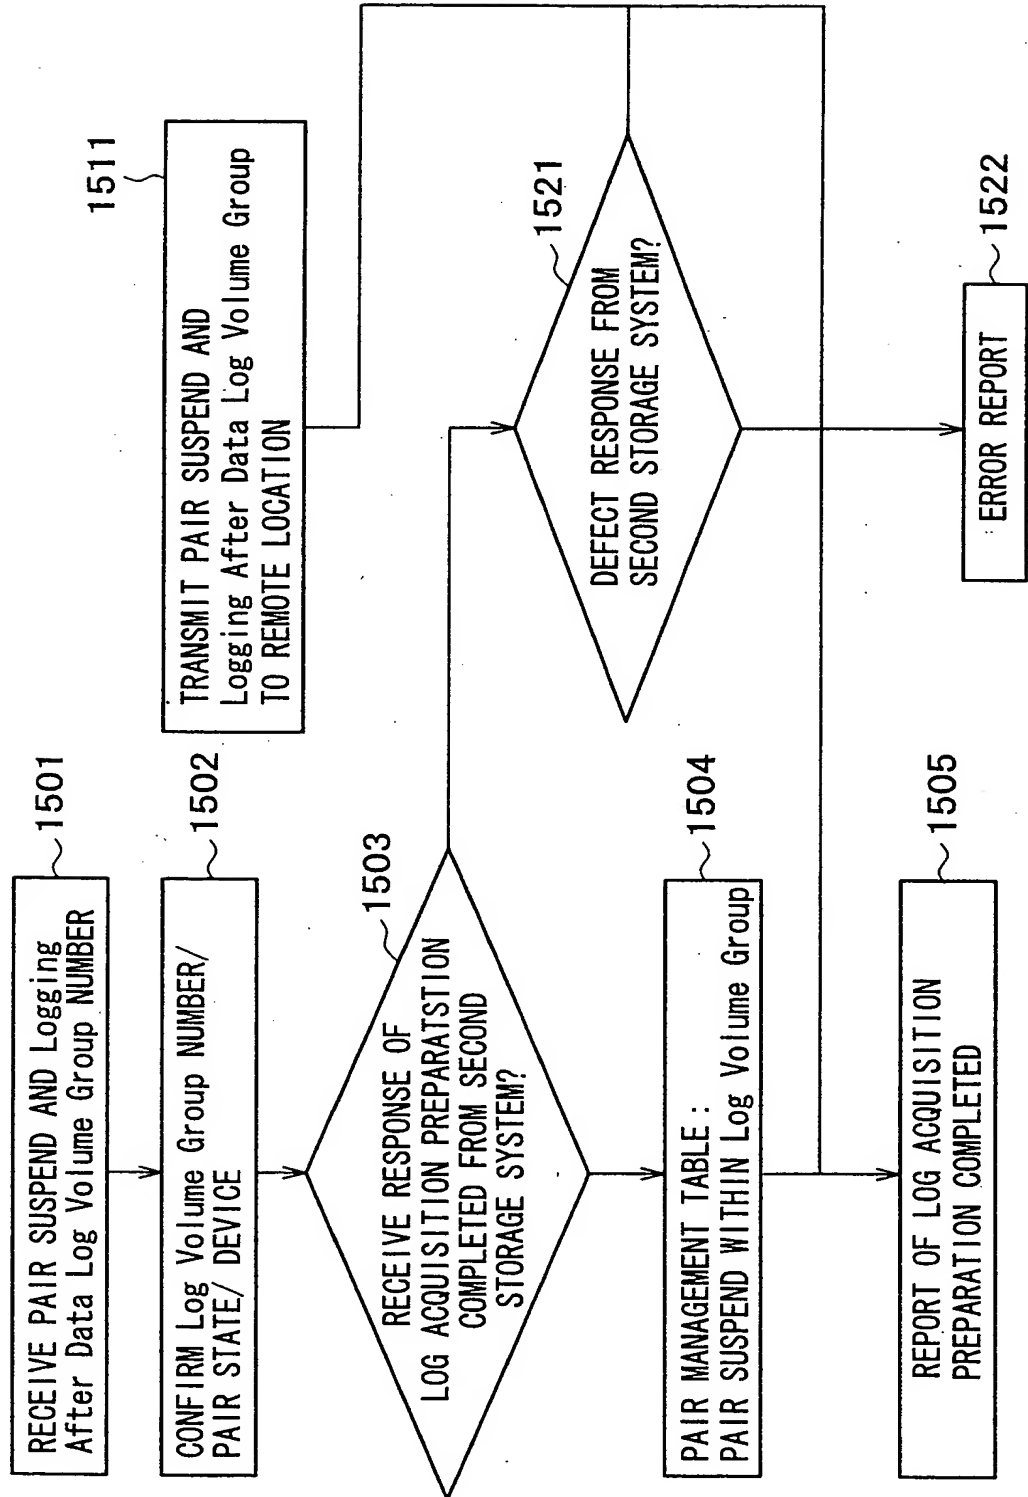 RECEIVE PAIR SUSPEND AND Logging
After Data Log Volume Group NUMBER
1501
CONFIRM Log Volume Group NUMBER/
PAIR STATE/ DEVICE
1502
TRANSMIT PAIR SUSPEND AND
Logging After Data Log Volume Group
TO REMOTE LOCATION
1511
RECEIVE RESPONSE OF
LOG ACQUISITION PREPARATSTION
COMPLETED FROM SECOND
STORAGE SYSTEM?
1503
DEFECT RESPONSE FROM
SECOND STORAGE SYSTEM?
1521
PAIR MANAGEMENT TABLE :
PAIR SUSPEND WITHIN Log Volume Group
1504
REPORT OF LOG ACQUISITION
PREPARATION COMPLETED
1505
ERROR REPORT
1522